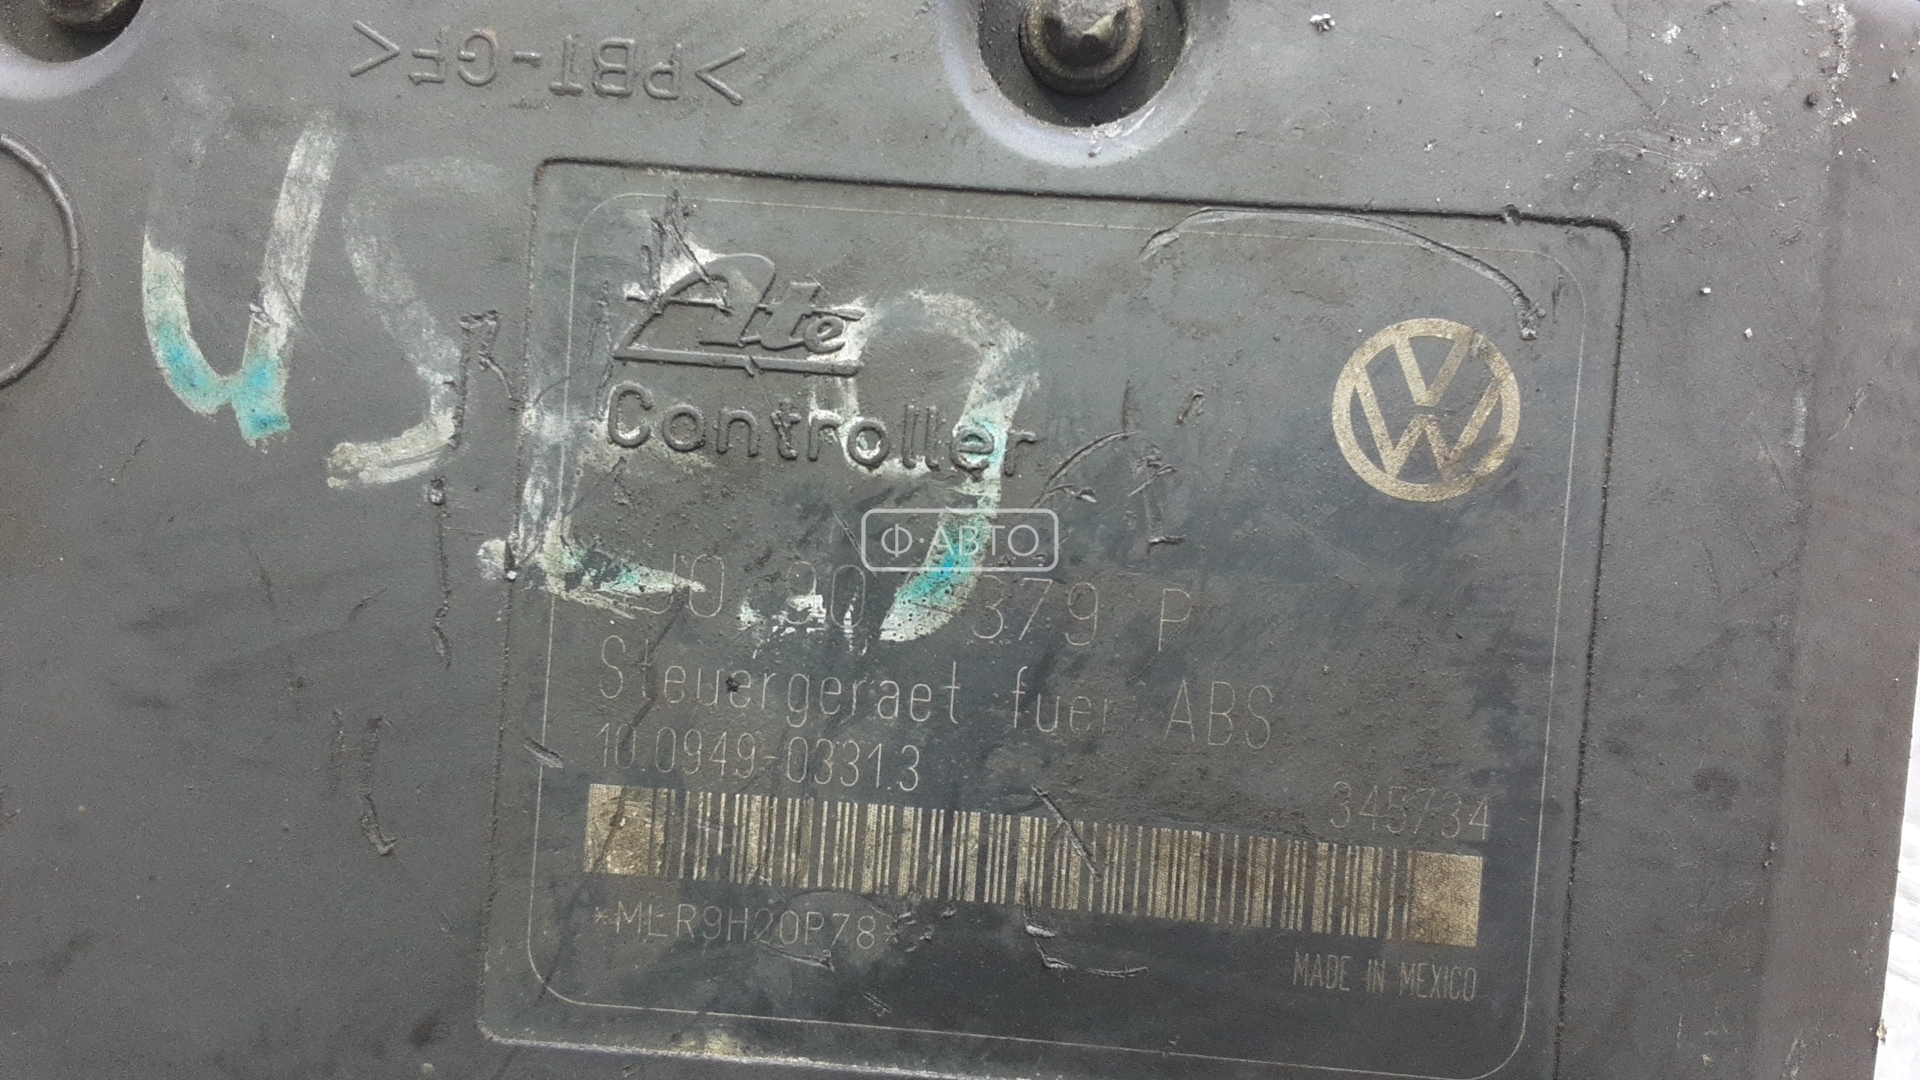 >PBT-GF<
Ate
Controller
Ф·АВТО
379 P
Steuergeraet fuer ABS
10.0949-0331.3
345734
*MLR9H20P78*
MADE IN MEXICO